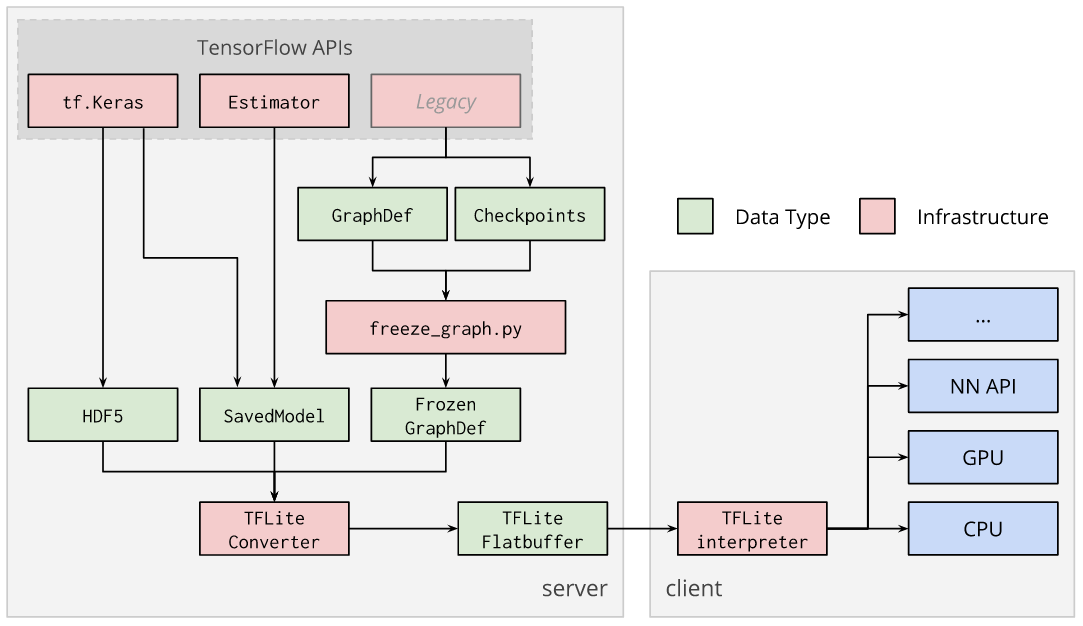 TensorFlow APIs
tf.Keras
Estimator
Legacy
GraphDef
Checkpoints
Data Type
Infrastructure
freeze_graph.py
...
NN API
HDF5
SavedModel
Frozen
GraphDef
GPU
TFLite
Converter
TFLite
Flatbuffer
TFLite
interpreter
CPU
server
client